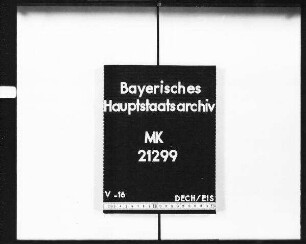 Bayerisches
Hauptstaatsarchiv
MK
21299
V -16 DECH/EIS